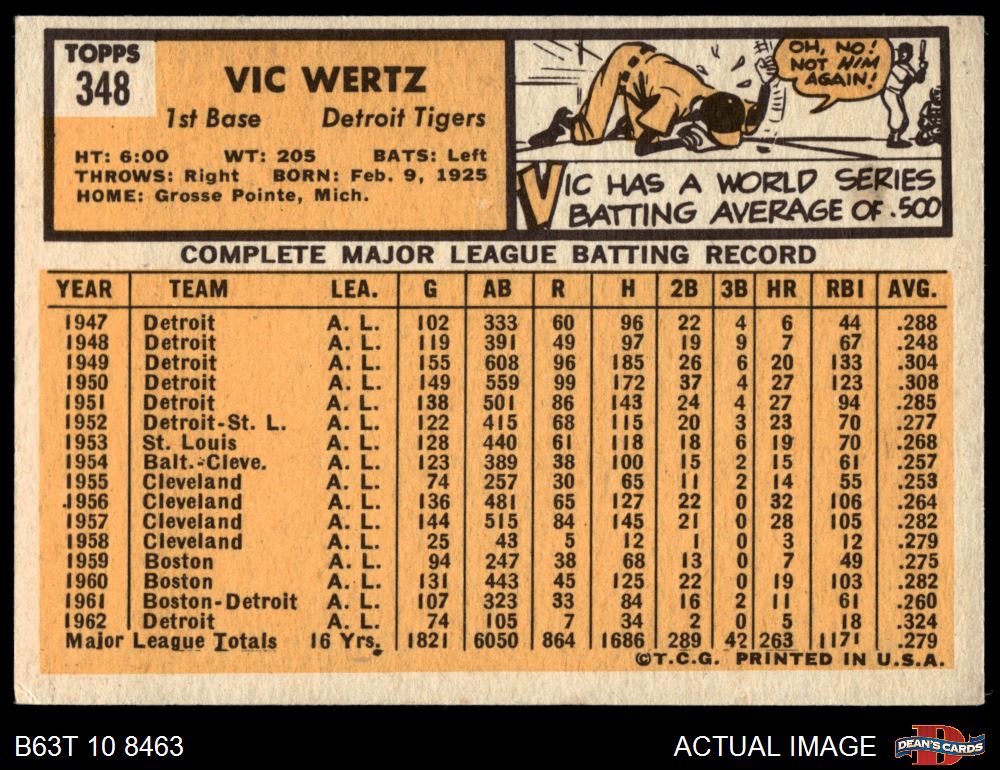 TOPPS
348
VIC WERTZ
1st Base Detroit Tigers
HT: 6:00 WT: 205 BATS: Left
THROWS: Right BORN: Feb. 9, 1925
HOME: Grosse Pointe, Mich.
OH, NO!
NOT HIM
AGAIN!
VIC HAS A WORLD SERIES
BATTING AVERAGE OF .500
COMPLETE MAJOR LEAGUE BATTING RECORD
YEAR TEAM LEA. G AB R H 2B 3B HR RBI AVG.
1947 Detroit A. L. 102 333 60 96 22 4 6 44 .288
1948 Detroit A. L. 119 391 49 97 19 9 7 67 .248
1949 Detroit A. L. 155 608 96 185 26 6 20 133 .304
1950 Detroit A. L. 149 559 99 172 37 4 27 123 .308
1951 Detroit A. L. 138 501 86 143 24 4 27 94 .285
1952 Detroit-St. L. A. L. 122 415 68 115 20 3 23 70 .277
1953 St. Louis A. L. 128 440 61 118 18 6 19 70 .268
1954 Balt.-Cleve. A. L. 123 389 38 100 15 2 15 61 .257
1955 Cleveland A. L. 74 257 30 65 11 2 14 55 .253
1956 Cleveland A. L. 136 481 65 127 22 0 32 106 .264
1957 Cleveland A. L. 144 515 84 145 21 0 28 105 .282
1958 Cleveland A. L. 25 43 5 12 1 0 3 12 .279
1959 Boston A. L. 94 247 38 68 13 0 7 49 .275
1960 Boston A. L. 131 443 45 125 22 0 19 103 .282
1961 Boston-Detroit A. L. 107 323 33 84 16 2 11 61 .260
1962 Detroit A. L. 74 105 7 34 2 0 5 18 .324
Major League Totals 16 Yrs. 1821 6050 864 1686 289 42 263 1171 .279
©T.C.G. PRINTED IN U.S.A.
B63T 10 8463 ACTUAL IMAGE
DEAN'S CARDS